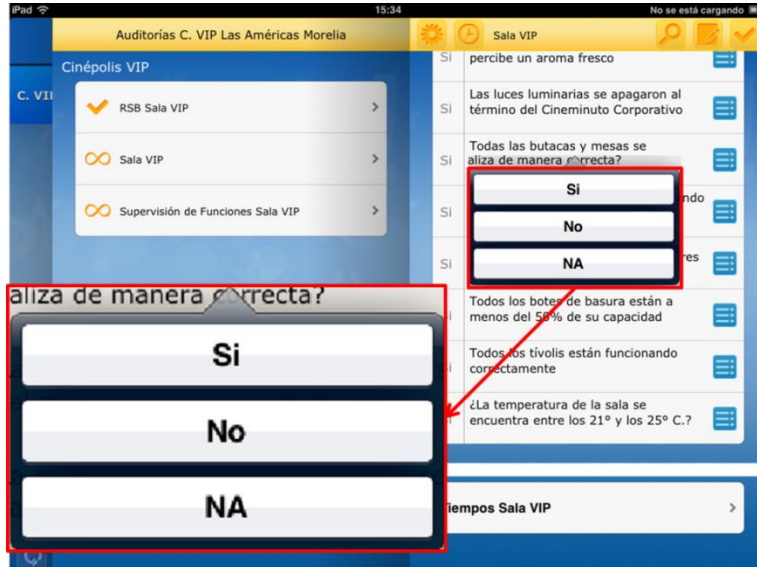 iPad
15:34
No se está cargando
Auditorías C. VIP Las Américas Morelia
Cinépolis VIP
C. VII
RSB Sala VIP
Sala VIP
Supervisión de Funciones Sala VIP
Sala VIP
Si percibe un aroma fresco
Si Las luces luminarias se apagaron al
término del Cineminuto Corporativo
Si Todas las butacas y mesas se
aliza de manera correcta?
Si
No
NA
Si
ndo
Si
res
Todos los botes de basura están a
menos del 50% de su capacidad
Todos los tívolis están funcionando
correctamente
¿La temperatura de la sala se
encuentra entre los 21° y los 25° C.?
iempos Sala VIP
aliza de manera correcta?
Si
No
NA